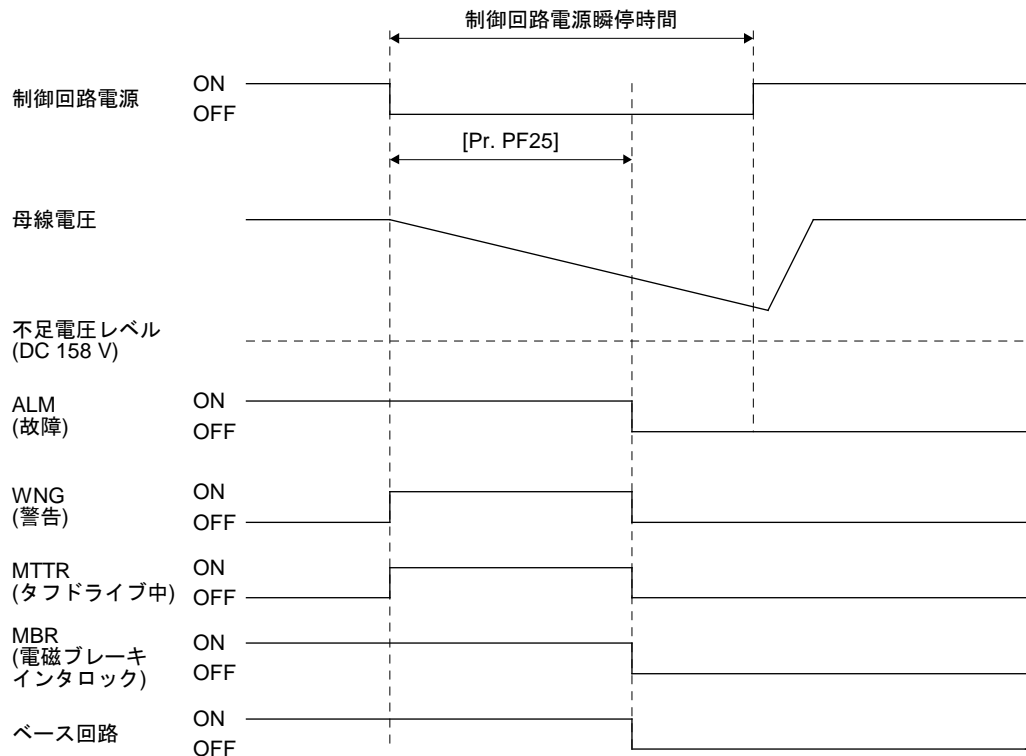 制御回路電源瞬停時間
制御回路電源
ON
OFF
[Pr. PF25]
母線電圧
不足電圧レベル
(DC 158 V)
ALM
(故障)
ON
OFF
WNG
(警告)
ON
OFF
MTTR
(タフドライブ中)
ON
OFF
MBR
(電磁ブレーキ
インタロック)
ON
OFF
ベース回路
ON
OFF